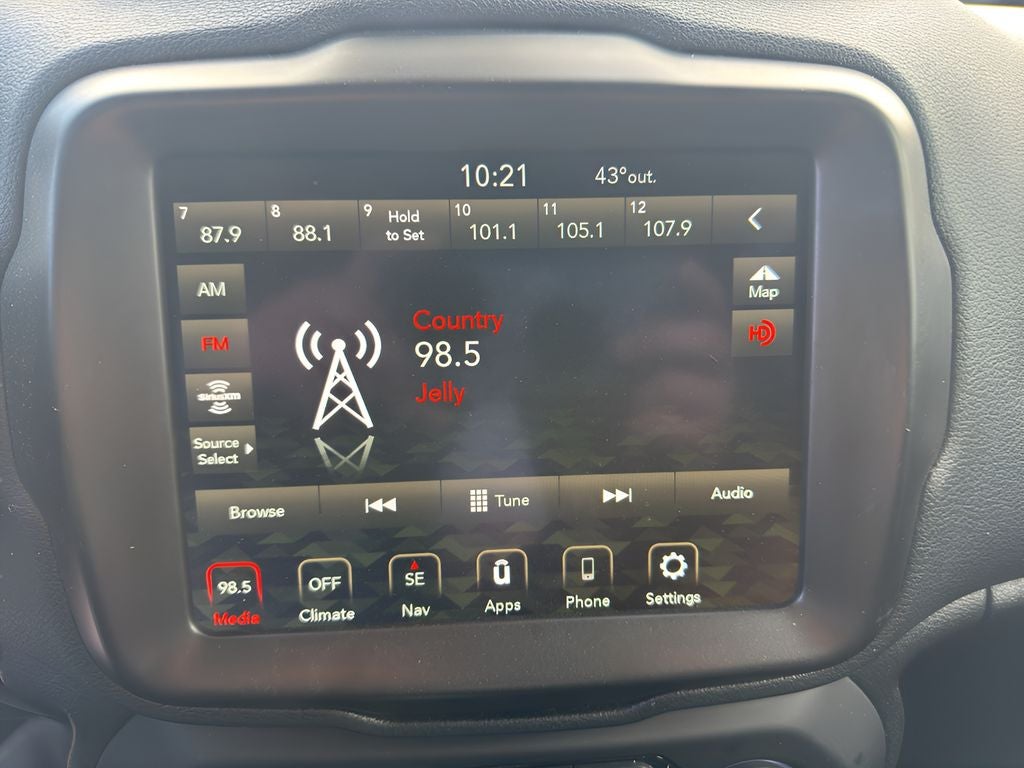 10:21 43°out.
7 8 9 Hold 10 11 12
87.9 88.1 to Set 101.1 105.1 107.9
AM
Map
FM
Country
HD
98.5
SiriusXM
Jelly
Source
Select
Browse Tune Audio
98.5 OFF SE
Media Climate Nav Apps Phone Settings